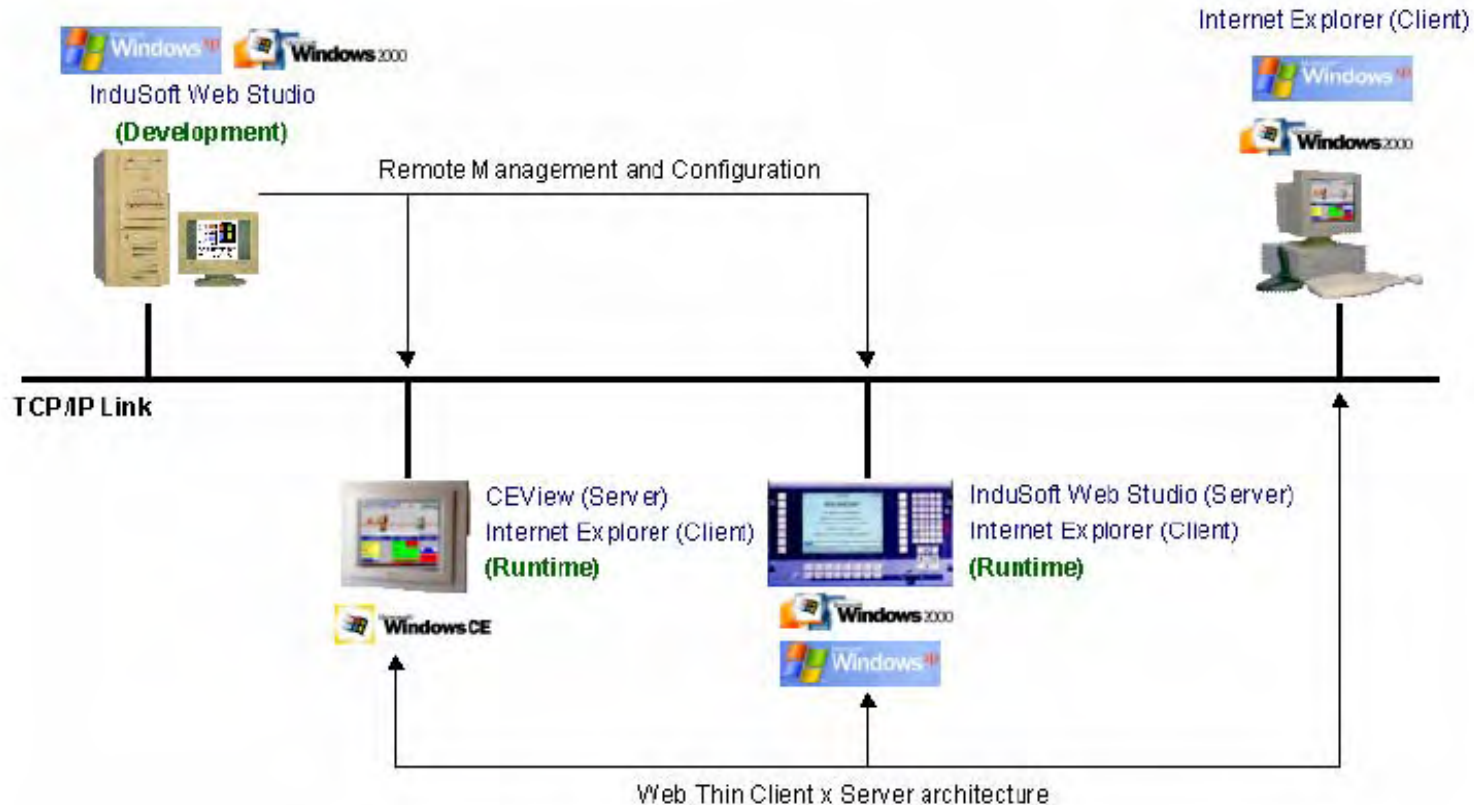 Internet Explorer (Client)
Microsoft Windows xp
Microsoft Windows 2000
InduSoft Web Studio
(Development)
Windows xp
Windows 2000
Remote Management and Configuration
TCP/IP Link
CEView (Server)
Internet Explorer (Client)
(Runtime)
Windows CE
InduSoft Web Studio (Server)
Internet Explorer (Client)
(Runtime)
Windows 2000
Windows xp
Web Thin Client x Server architecture